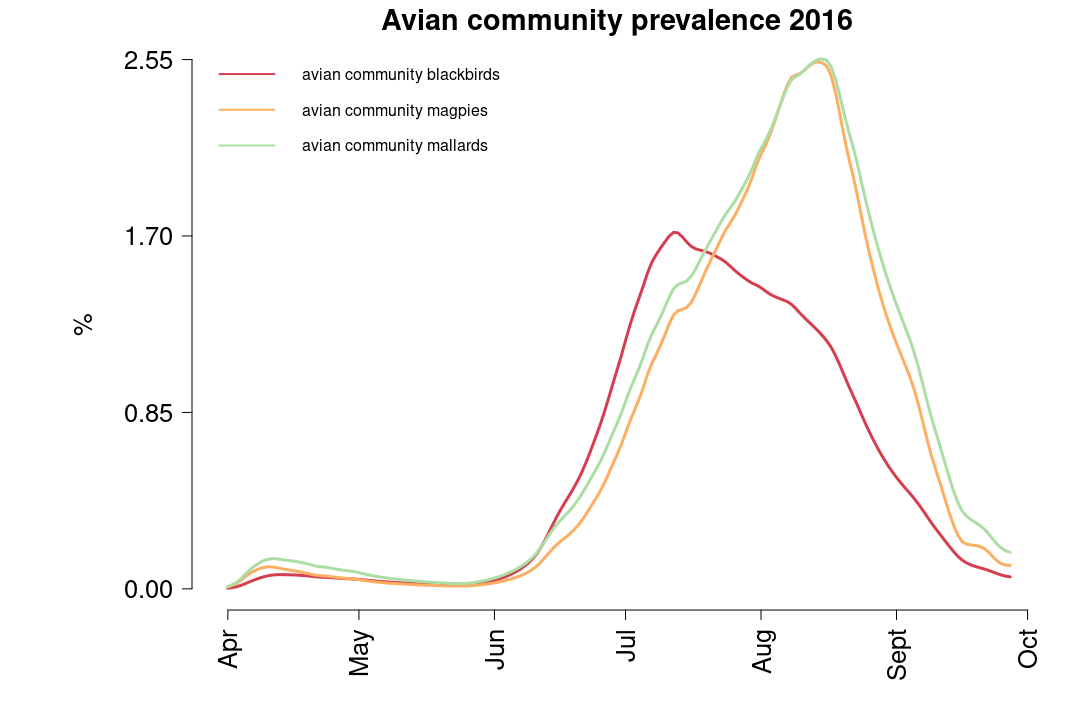 Avian community prevalence 2016
2.55
1.70
0.85
0.00
%
avian community blackbirds
avian community magpies
avian community mallards
Apr
May
Jun
Jul
Aug
Sept
Oct